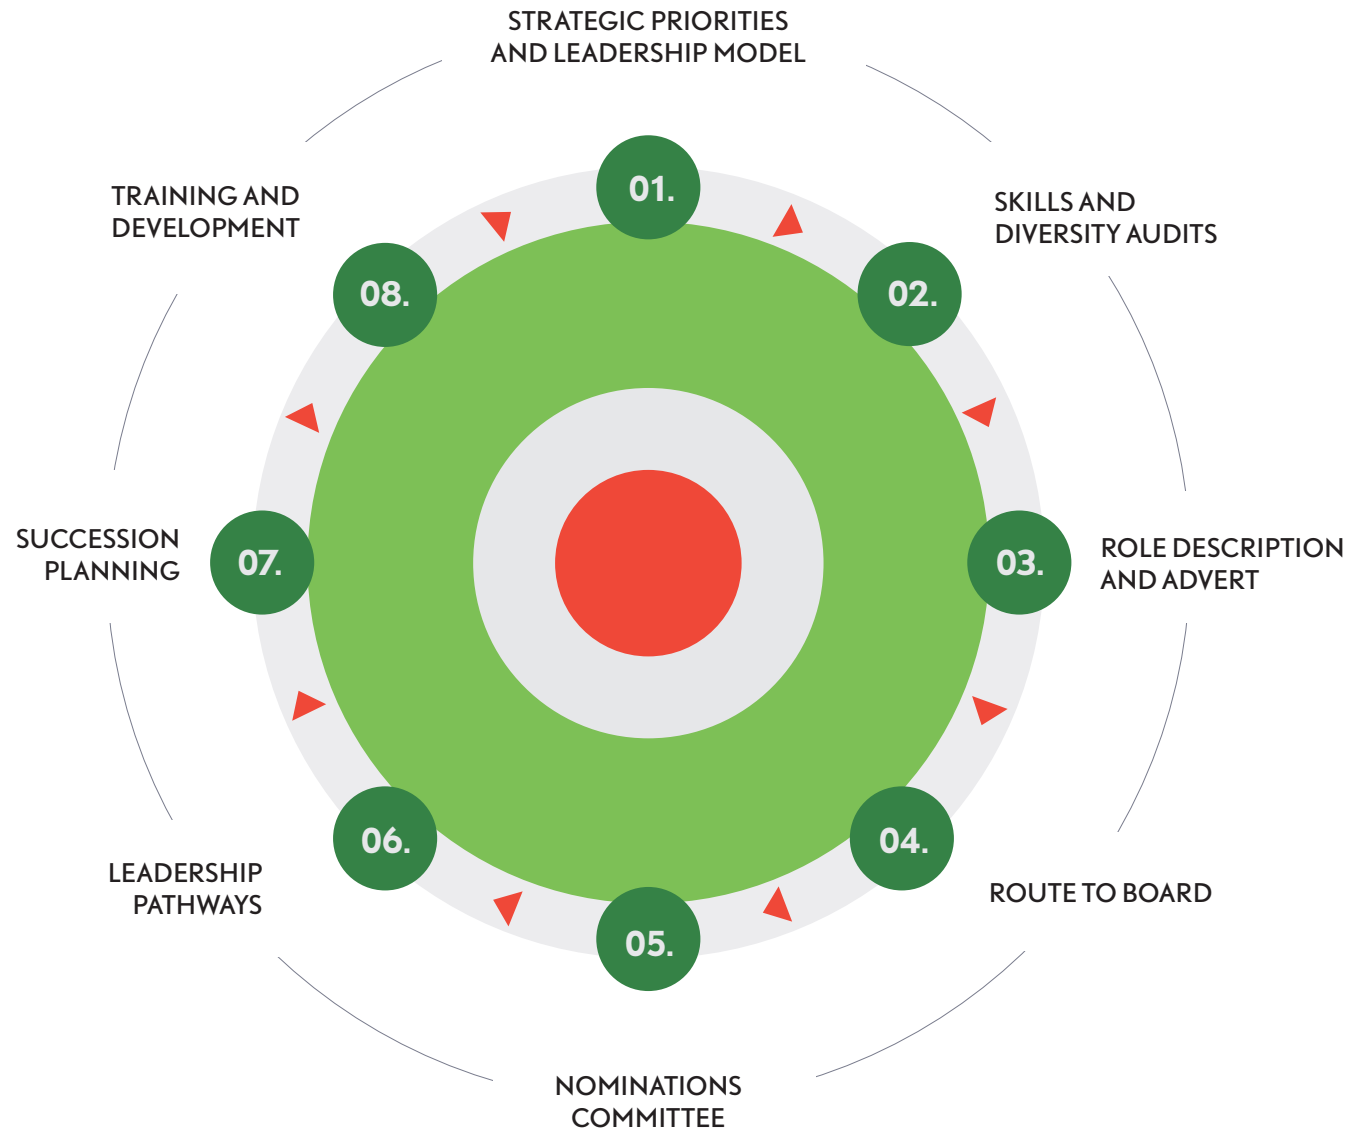 STRATEGIC PRIORITIES
AND LEADERSHIP MODEL
01.
SKILLS AND
DIVERSITY AUDITS
02.
ROLE DESCRIPTION
AND ADVERT
03.
ROUTE TO BOARD
04.
NOMINATIONS
COMMITTEE
05.
LEADERSHIP
PATHWAYS
06.
SUCCESSION
PLANNING
07.
TRAINING AND
DEVELOPMENT
08.